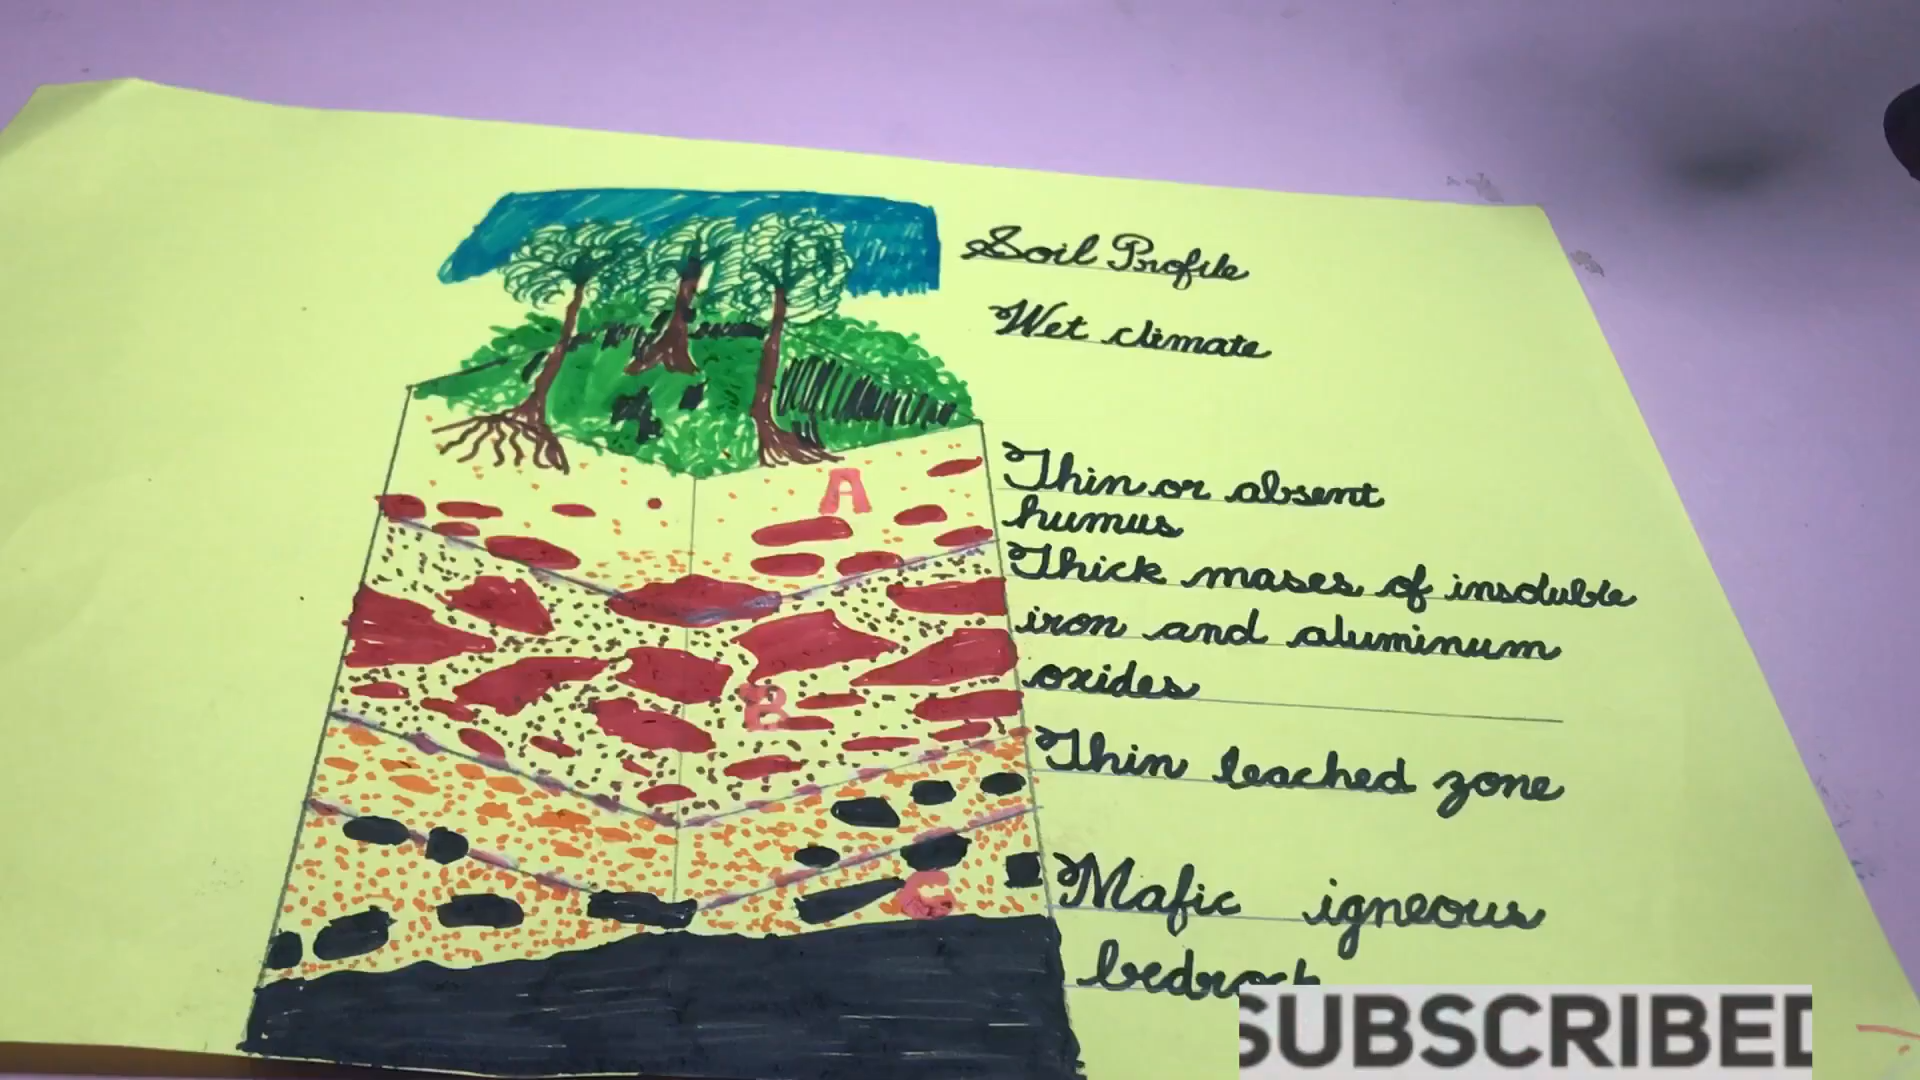 Soil Profile
Wet climate
A
Thin or absent
humus
Thick mases of insoluble
iron and aluminum
oxides
B
Thin leached zone
C
Mafic igneous
bedrock
SUBSCRIBED